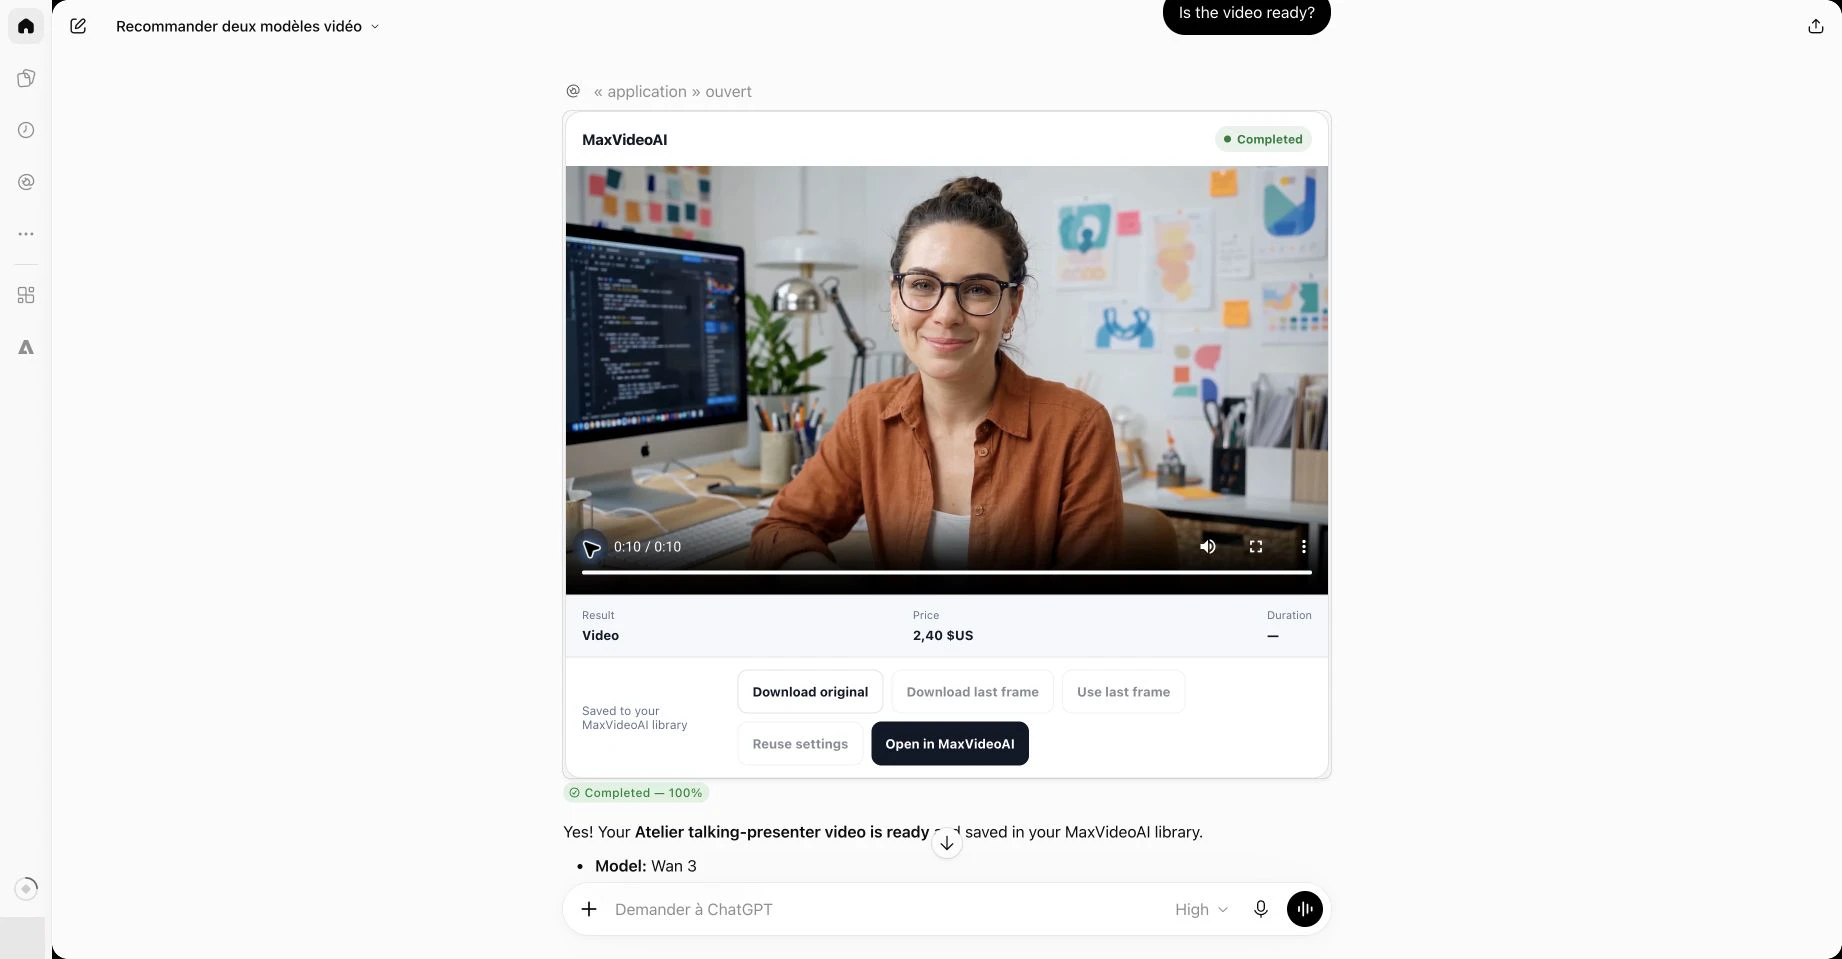 Recommander deux modèles vidéo
Is the video ready?
« application » ouvert
MaxVideoAI
Completed
0:10 / 0:10
Result
Price
Duration
Video
2,40 $US
—
Download original
Download last frame
Use last frame
Saved to your
MaxVideoAI library
Reuse settings
Open in MaxVideoAI
Completed — 100%
Yes! Your Atelier talking-presenter video is ready saved in your MaxVideoAI library.
• Model: Wan 3
Demander à ChatGPT
High